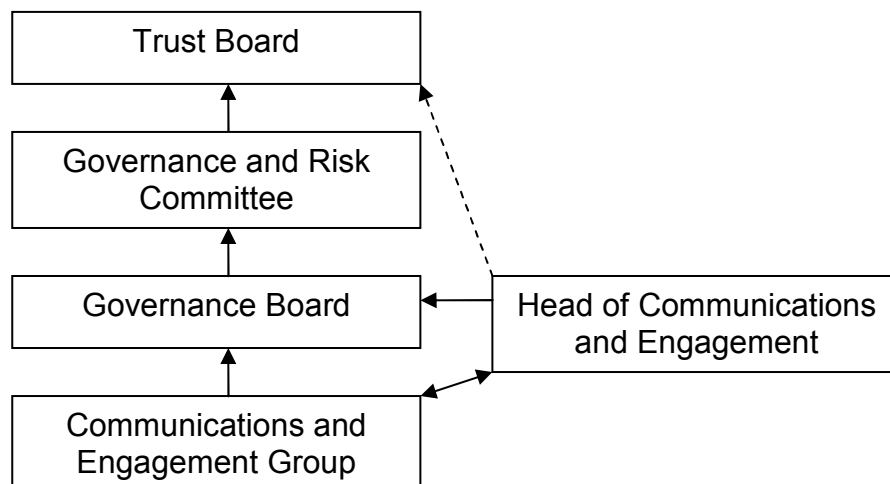 Trust Board
Governance and Risk
Committee
Governance Board
Head of Communications
and Engagement
Communications and
Engagement Group